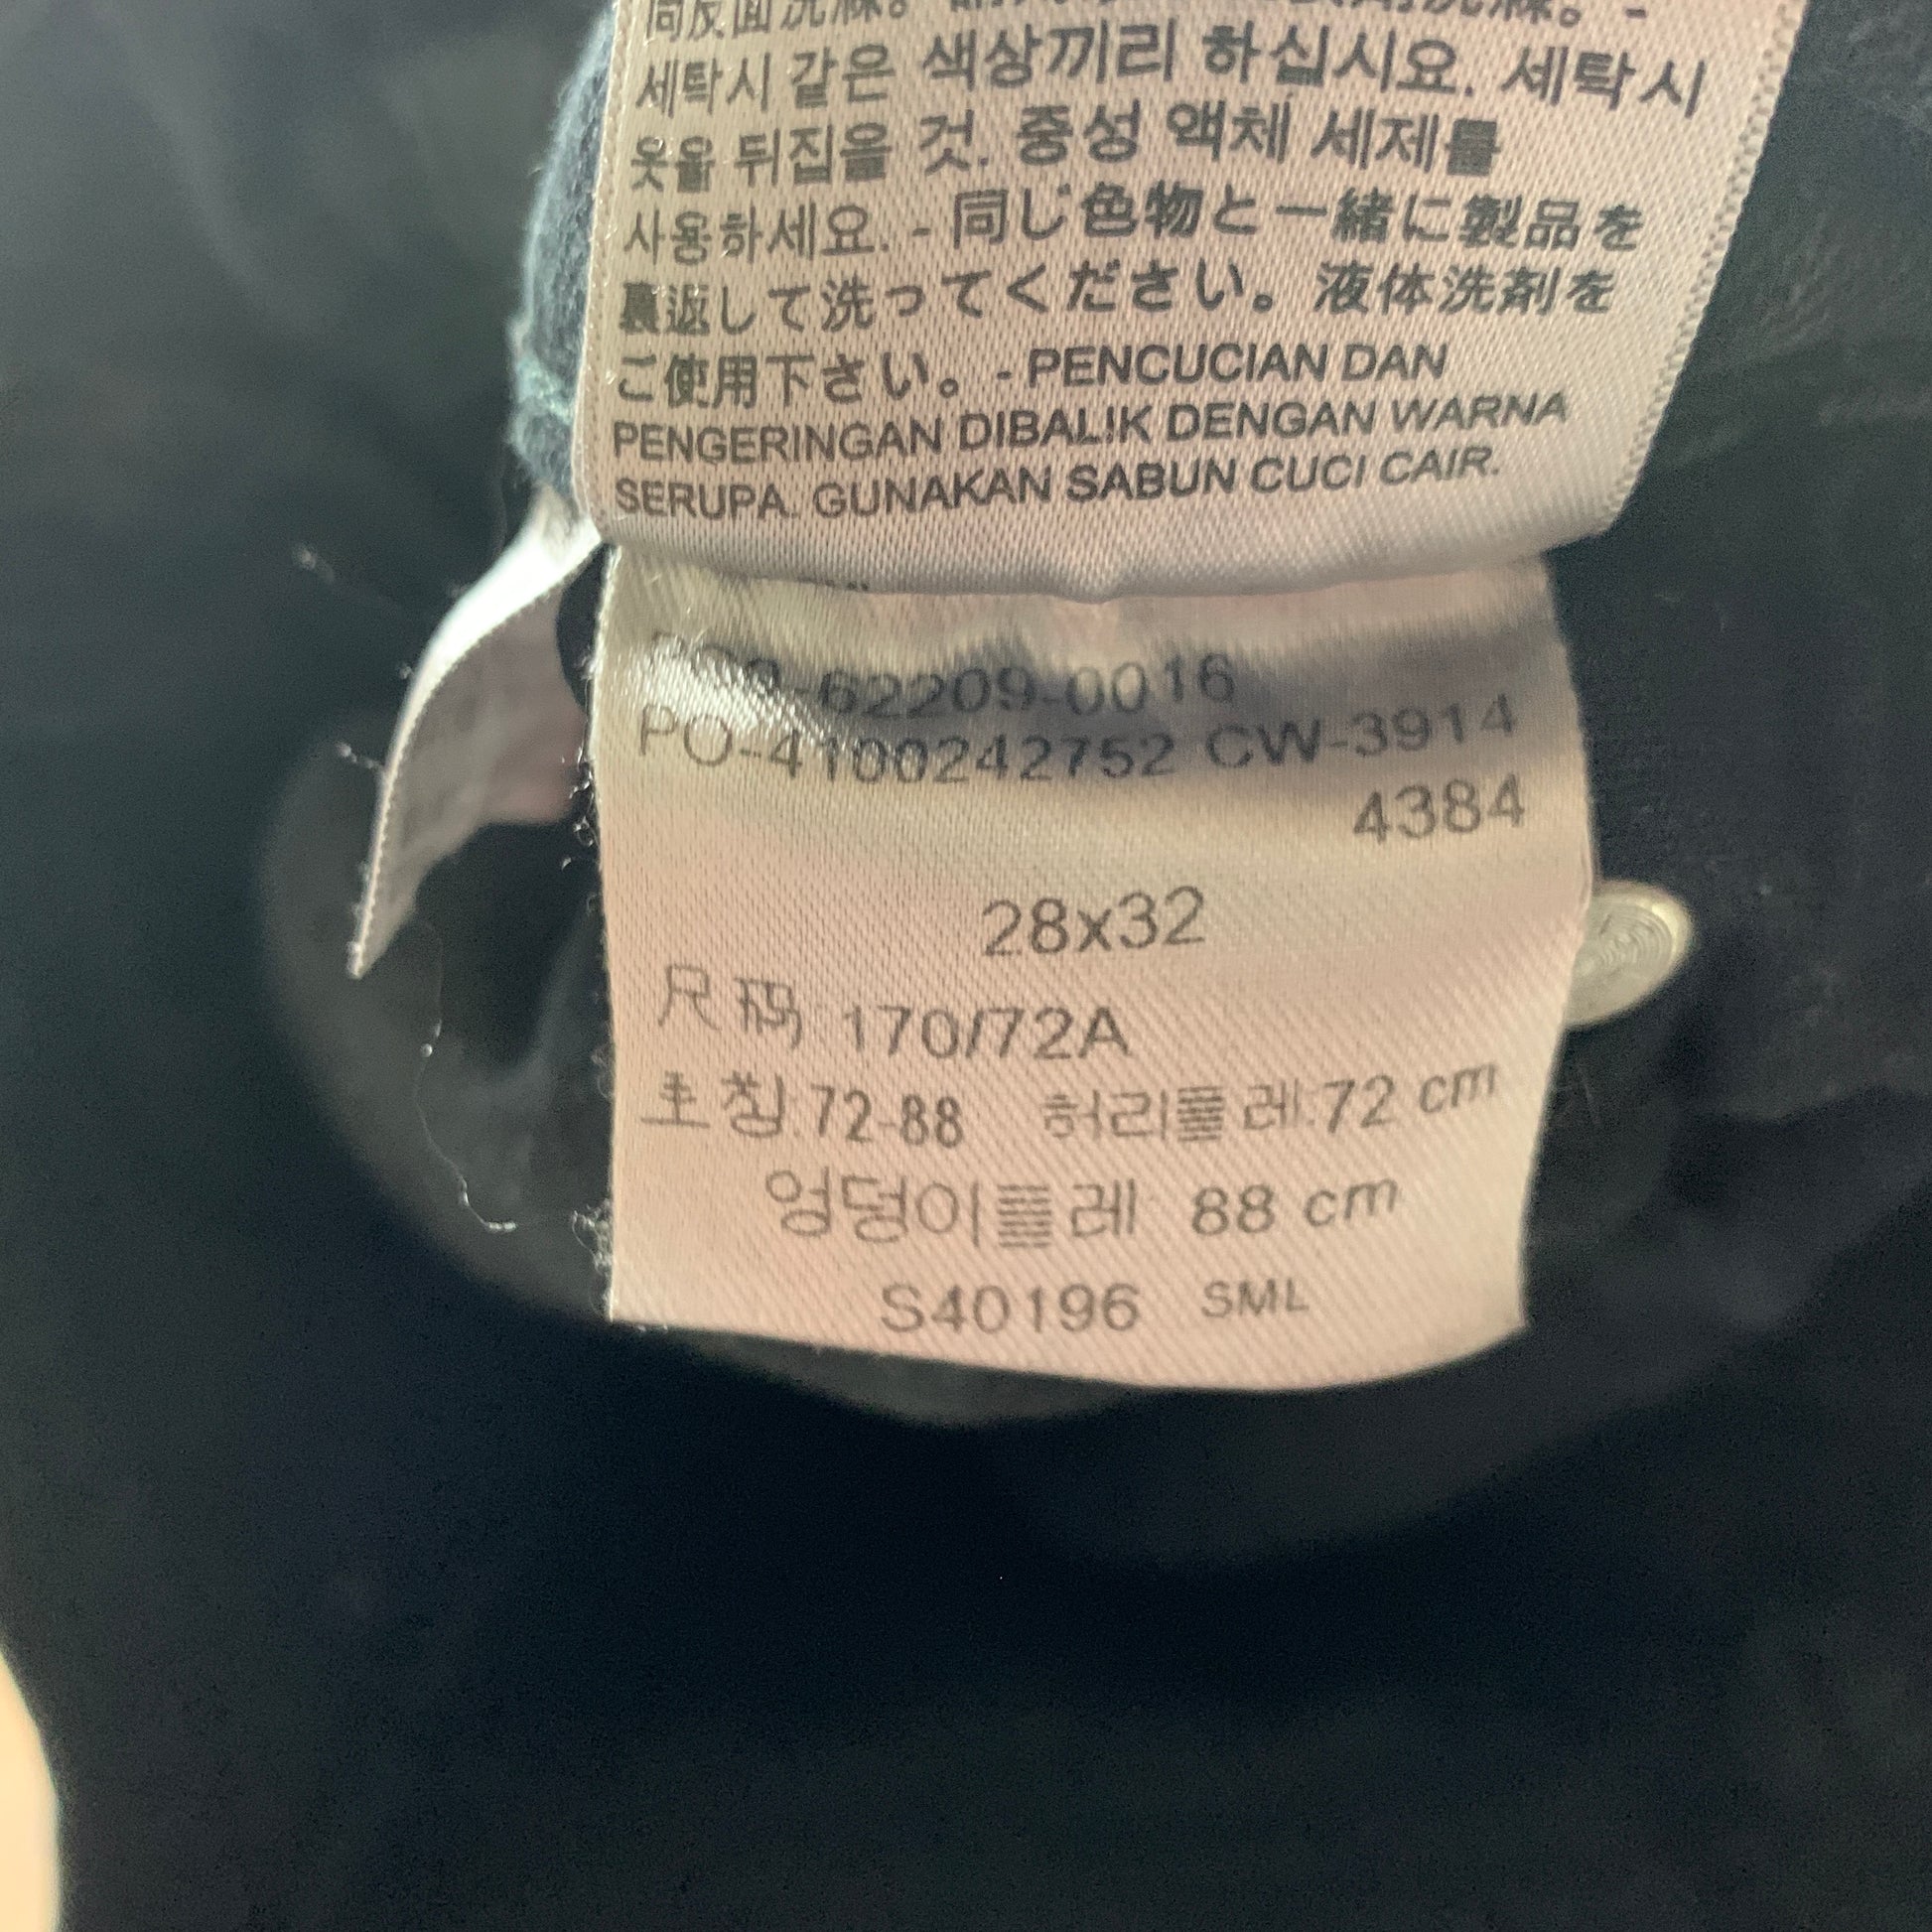 세탁시 같은 색상끼리 하십시요. 세탁시
옷을 뒤집을 것. 중성 액체 세제를
사용하세요. - 同じ色物と一緒に製品を
裏返して洗ってください。液体洗剤を
ご使用下さい。- PENCUCIAN DAN
PENGERINGAN DIBALIK DENGAN WARNA
SERUPA. GUNAKAN SABUN CUCI CAIR.
-62209-0016
PO-4100242752 CW-3914
4384
28x32
尺码 170/72A
호칭:72-88 허리둘레:72 cm
엉덩이둘레: 88 cm
S40196 SML